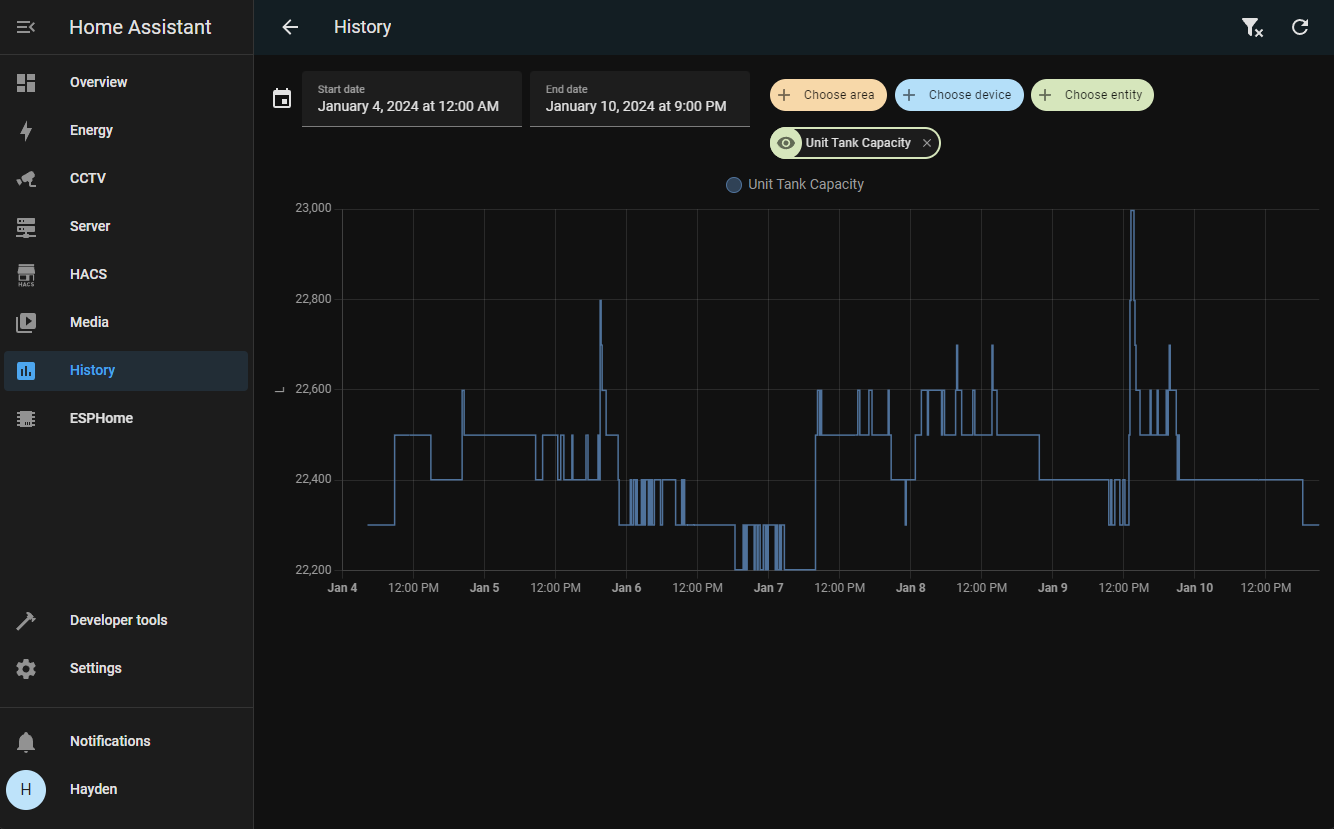 Home Assistant
History
Overview
Energy
CCTV
Server
HACS
HACS
Media
History
ESPHome
Developer tools
Settings
Notifications
H
Hayden
Start date
January 4, 2024 at 12:00 AM
End date
January 10, 2024 at 9:00 PM
Choose area
Choose device
Choose entity
Unit Tank Capacity
Unit Tank Capacity
23,000
22,800
L
22,600
22,400
22,200
Jan 4 12:00 PM Jan 5 12:00 PM Jan 6 12:00 PM Jan 7 12:00 PM Jan 8 12:00 PM Jan 9 12:00 PM Jan 10 12:00 PM